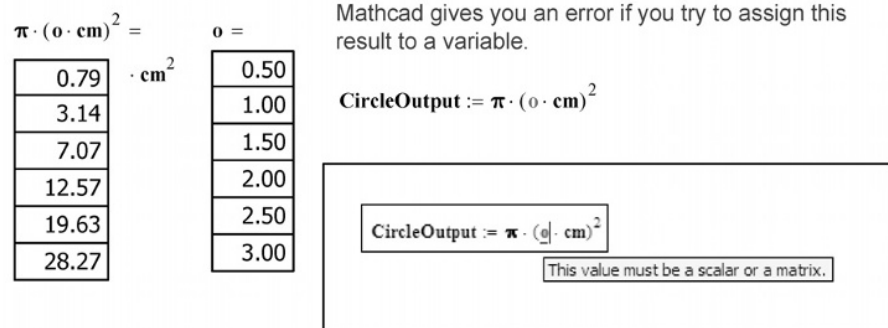 π · (o · cm)² =
· cm²
0.79
3.14
7.07
12.57
19.63
28.27
o =
0.50
1.00
1.50
2.00
2.50
3.00
Mathcad gives you an error if you try to assign this
result to a variable.
CircleOutput := π · (o · cm)²
CircleOutput := π · (o · cm)²
This value must be a scalar or a matrix.